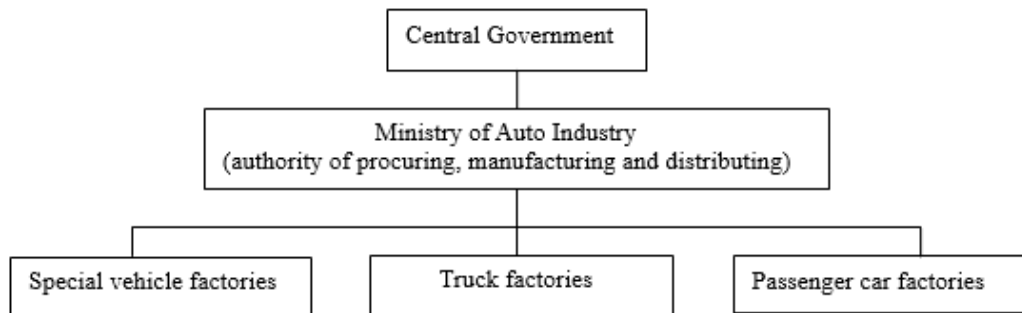 Central Government
Ministry of Auto Industry
(authority of procuring, manufacturing and distributing)
Special vehicle factories
Truck factories
Passenger car factories